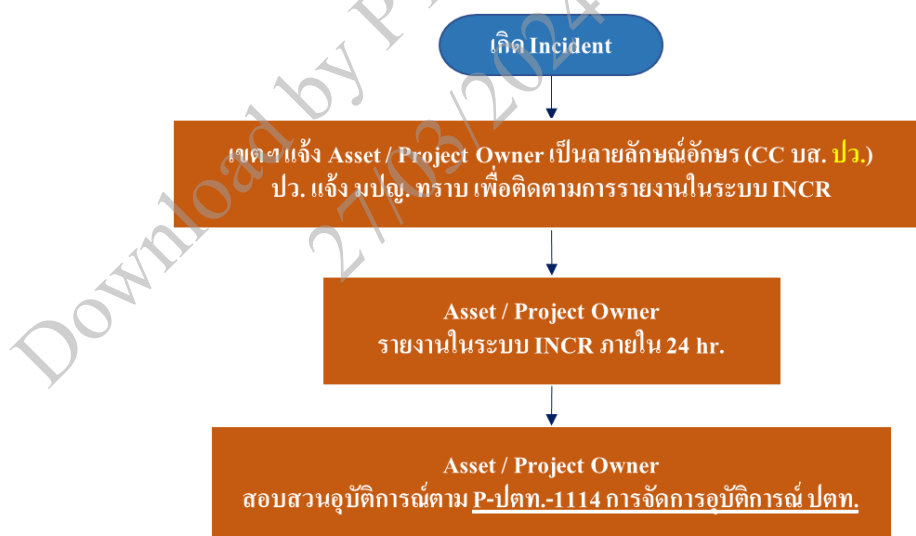 เกิด Incident
เขตฯ แจ้ง Asset / Project Owner เป็นลายลักษณ์อักษร (CC บส. ปว.)
ปว. แจ้ง มปญ. ทราบ เพื่อติดตามการรายงานในระบบ INCR
Asset / Project Owner
รายงานในระบบ INCR ภายใน 24 hr.
Asset / Project Owner
สอบสวนอุบัติการณ์ตาม P-ปตท.-1114 การจัดการอุบัติการณ์ ปตท.
Download by
27/03/2024